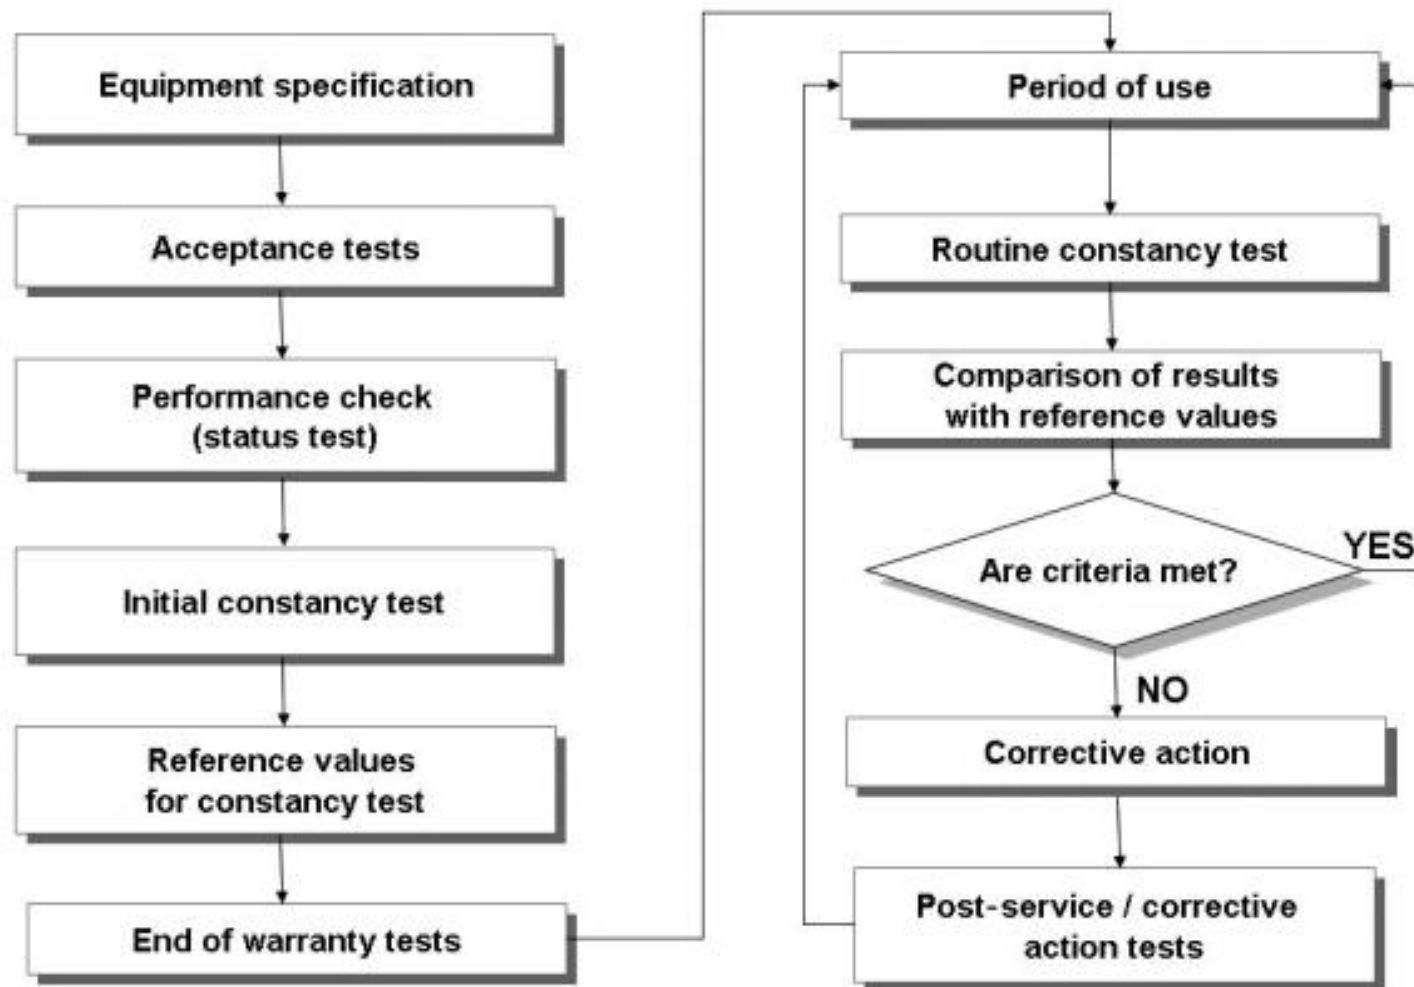 Equipment specification
Acceptance tests
Performance check
(status test)
Initial constancy test
Reference values
for constancy test
End of warranty tests
Period of use
Routine constancy test
Comparison of results
with reference values
Are criteria met?
YES
NO
Corrective action
Post-service / corrective
action tests